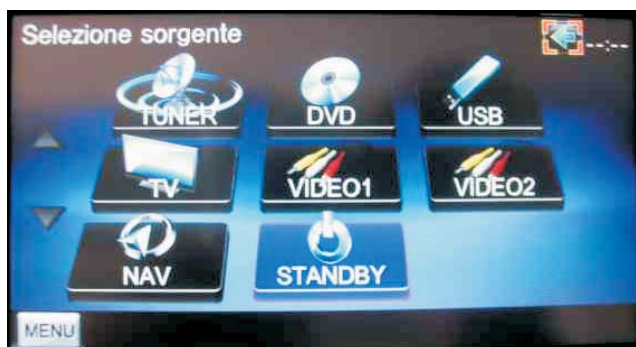 Selezione sorgente
--:--
TUNER DVD USB
TV VIDEO1 VIDEO2
NAV STANDBY
MENU